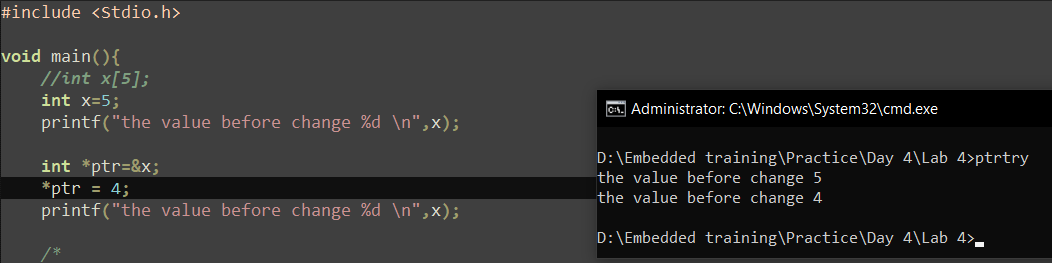 #include <Stdio.h>
void main(){
//int x[5];
int x=5;
printf("the value before change %d \n",x);
int *ptr=&x;
*ptr = 4;
printf("the value before change %d \n",x);
/*
Administrator: C:\Windows\System32\cmd.exe
D:\Embedded training\Practice\Day 4\Lab 4>ptrtry
the value before change 5
the value before change 4
D:\Embedded training\Practice\Day 4\Lab 4>